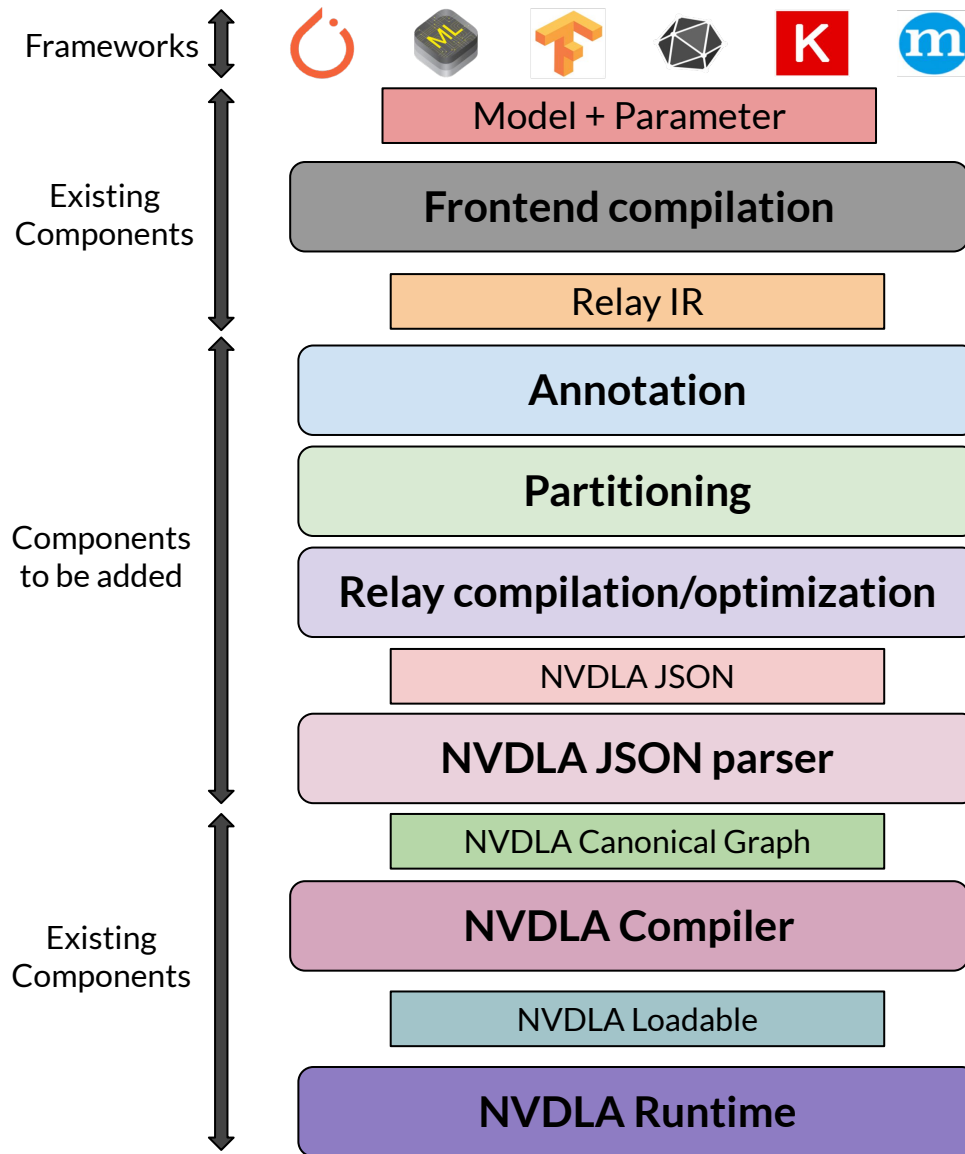 Frameworks
ML
K
m
Model + Parameter
Existing
Components
Frontend compilation
Relay IR
Annotation
Partitioning
Components
to be added
Relay compilation/optimization
NVDLA JSON
NVDLA JSON parser
NVDLA Canonical Graph
Existing
Components
NVDLA Compiler
NVDLA Loadable
NVDLA Runtime